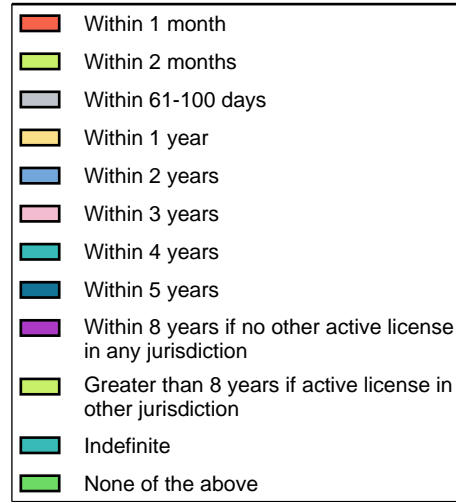 Within 1 month
Within 2 months
Within 61-100 days
Within 1 year
Within 2 years
Within 3 years
Within 4 years
Within 5 years
Within 8 years if no other active license
in any jurisdiction
Greater than 8 years if active license in
other jurisdiction
Indefinite
None of the above